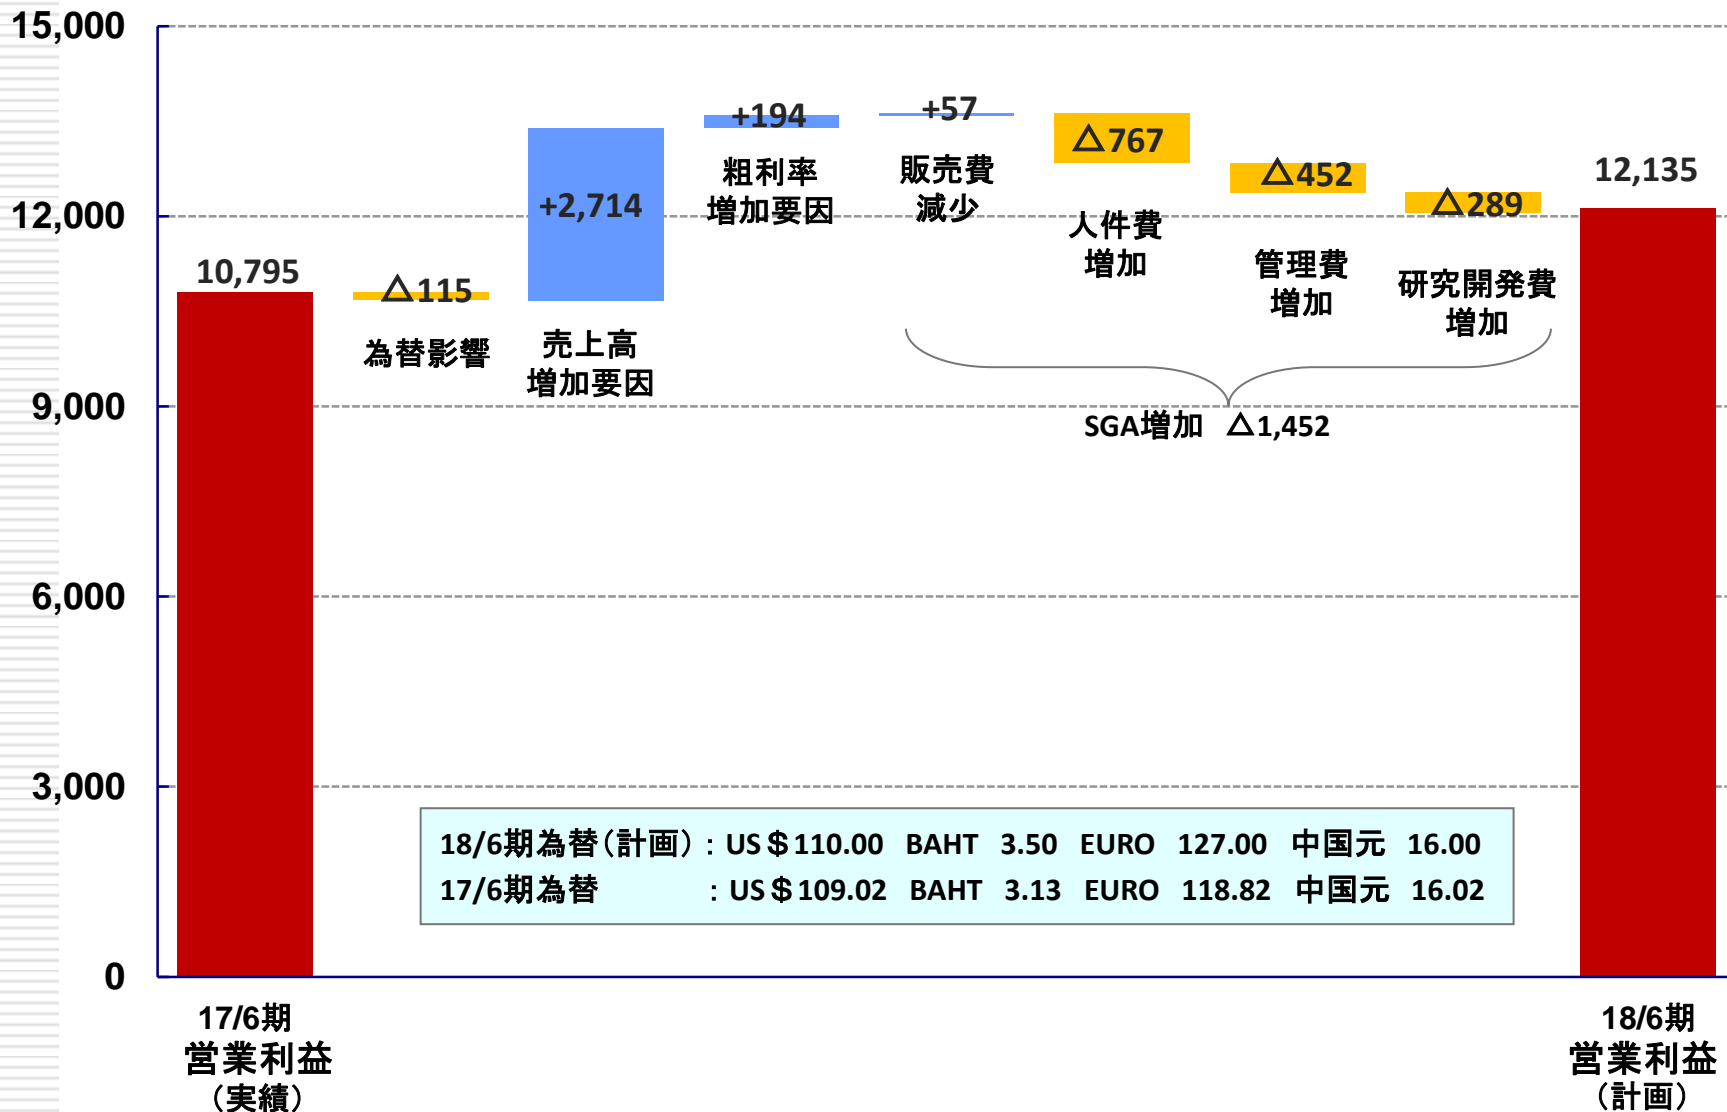 15,000
12,000
9,000
6,000
3,000
0
10,795
△115
為替影響
+2,714
売上高
増加要因
+194
粗利率
増加要因
+57
販売費
減少
△767
人件費
増加
△452
管理費
増加
△289
研究開発費
増加
12,135
SGA増加 △1,452
18/6期為替(計画) : US$110.00 BAHT 3.50 EURO 127.00 中国元 16.00
17/6期為替 : US$109.02 BAHT 3.13 EURO 118.82 中国元 16.02
17/6期
営業利益
(実績)
18/6期
営業利益
(計画)